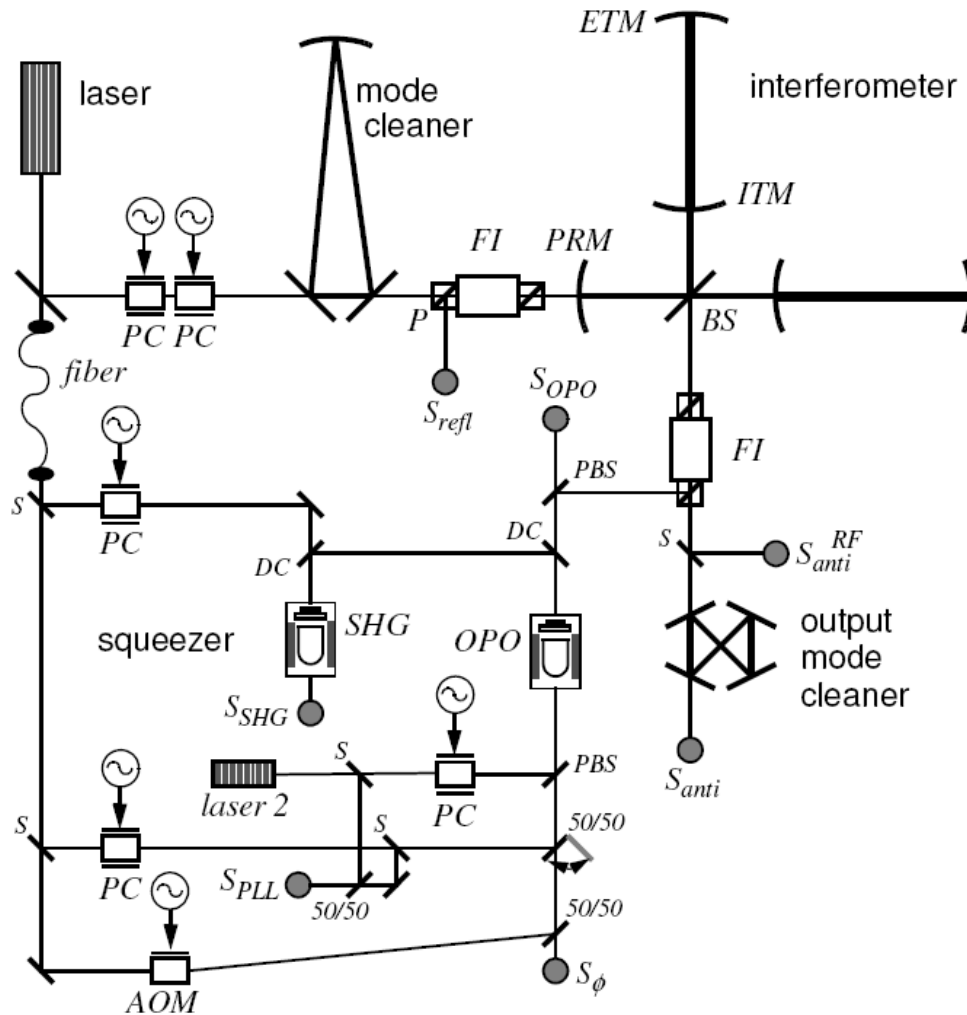 ETM
laser
mode
cleaner
interferometer
ITM
FI
PRM
PC
PC
P
BS
fiber
S_refl
S_OPO
FI
PBS
S
PC
DC
DC
S
S_anti^RF
SHG
OPO
squeezer
output
mode
cleaner
S_SHG
S
PBS
S_anti
laser 2
PC
S
S
50/50
PC
S_PLL
50/50
50/50
AOM
S_ϕ